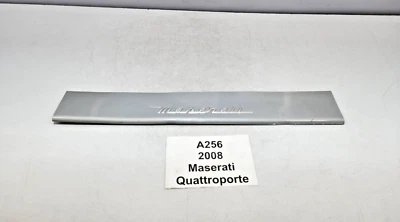 A256
2008
Maserati
Quattroporte